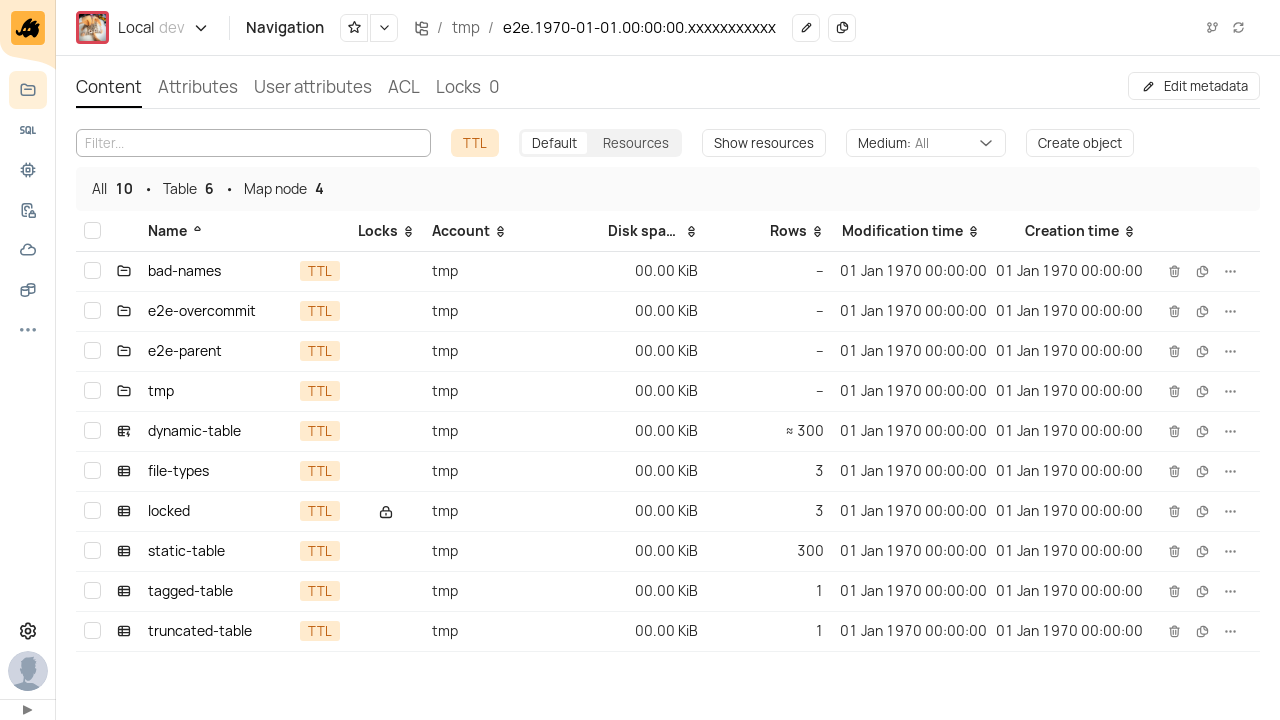 Local dev Navigation / tmp / e2e.1970-01-01.00:00:00.xxxxxxxxxxx
Content Attributes User attributes ACL Locks 0 Edit metadata
SQL
Filter... TTL Default Resources Show resources Medium: All Create object
All 10 • Table 6 • Map node 4
Name Locks Account Disk spa... Rows Modification time Creation time
bad-names TTL tmp 00.00 KiB – 01 Jan 1970 00:00:00 01 Jan 1970 00:00:00
e2e-overcommit TTL tmp 00.00 KiB – 01 Jan 1970 00:00:00 01 Jan 1970 00:00:00
e2e-parent TTL tmp 00.00 KiB – 01 Jan 1970 00:00:00 01 Jan 1970 00:00:00
tmp TTL tmp 00.00 KiB – 01 Jan 1970 00:00:00 01 Jan 1970 00:00:00
dynamic-table TTL tmp 00.00 KiB ≈ 300 01 Jan 1970 00:00:00 01 Jan 1970 00:00:00
file-types TTL tmp 00.00 KiB 3 01 Jan 1970 00:00:00 01 Jan 1970 00:00:00
locked TTL tmp 00.00 KiB 3 01 Jan 1970 00:00:00 01 Jan 1970 00:00:00
static-table TTL tmp 00.00 KiB 300 01 Jan 1970 00:00:00 01 Jan 1970 00:00:00
tagged-table TTL tmp 00.00 KiB 1 01 Jan 1970 00:00:00 01 Jan 1970 00:00:00
truncated-table TTL tmp 00.00 KiB 1 01 Jan 1970 00:00:00 01 Jan 1970 00:00:00